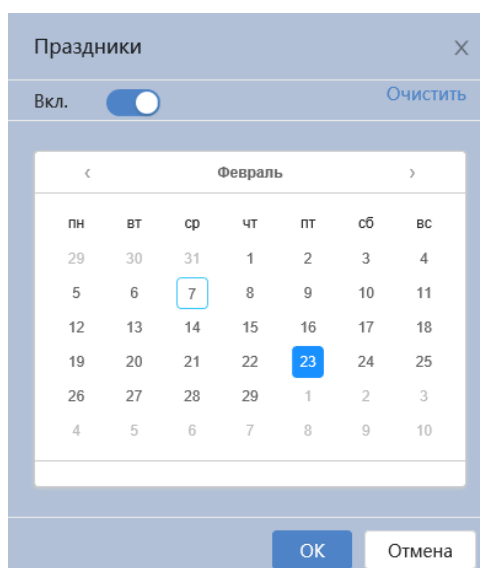 Праздники X
Вкл. Очистить
‹ Февраль ›
пн вт ср чт пт сб вс
29 30 31 1 2 3 4
5 6 7 8 9 10 11
12 13 14 15 16 17 18
19 20 21 22 23 24 25
26 27 28 29 1 2 3
4 5 6 7 8 9 10
OK Отмена